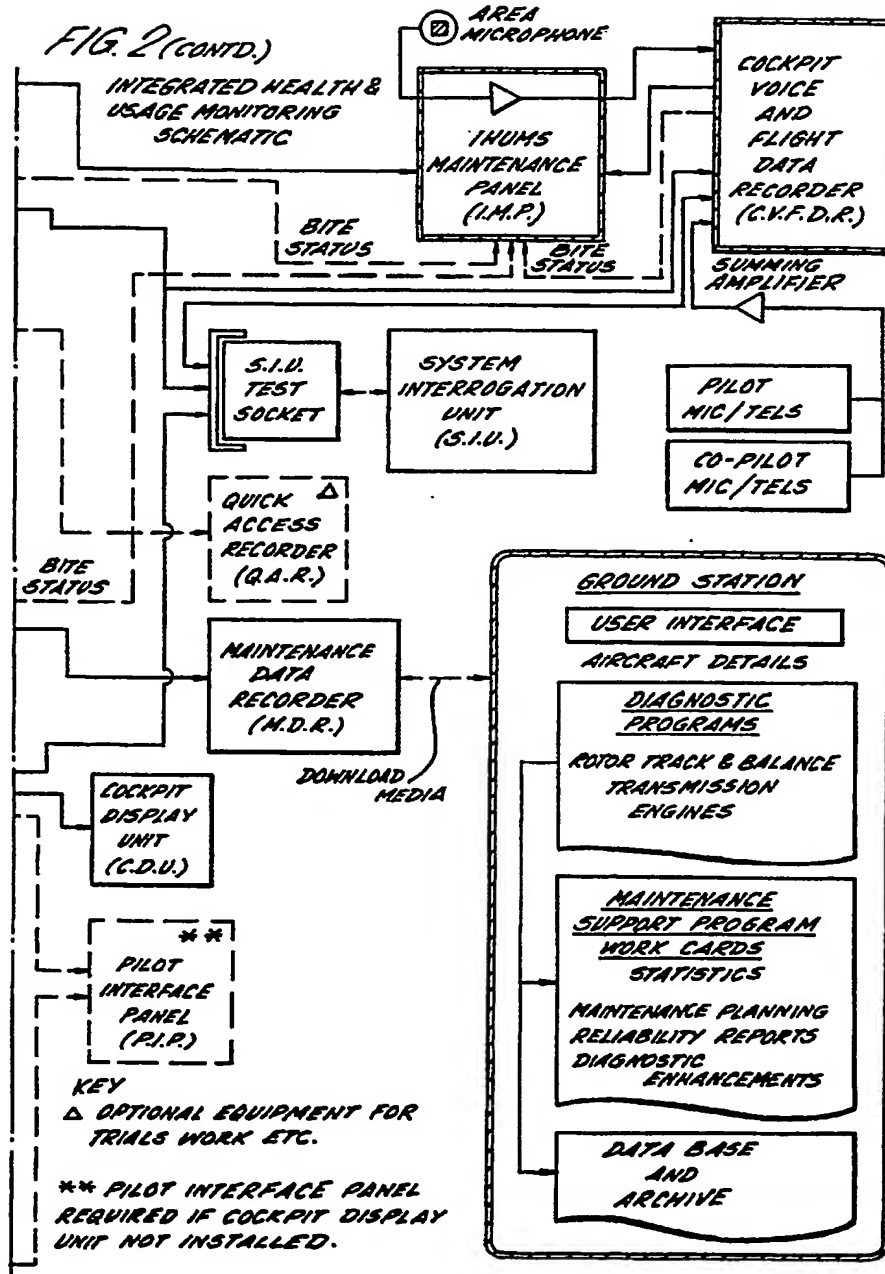 FIG. 2 (CONTD.)
INTEGRATED HEALTH &
USAGE MONITORING
SCHEMATIC
AREA
MICROPHONE
IHUMS
MAINTENANCE
PANEL
(I.M.P.)
COCKPIT
VOICE
AND
FLIGHT
DATA
RECORDER
(C.V.F.D.R.)
BITE
STATUS
BITE
STATUS
SUMMING
AMPLIFIER
S.I.U.
TEST
SOCKET
SYSTEM
INTERROGATION
UNIT
(S.I.U.)
PILOT
MIC/TELS
CO-PILOT
MIC/TELS
QUICK Δ
ACCESS
RECORDER
(Q.A.R.)
BITE
STATUS
MAINTENANCE
DATA
RECORDER
(M.D.R.)
DOWNLOAD
MEDIA
COCKPIT
DISPLAY
UNIT
(C.D.U.)
**
PILOT
INTERFACE
PANEL
(P.I.P.)
KEY
Δ OPTIONAL EQUIPMENT FOR
TRIALS WORK ETC.
** PILOT INTERFACE PANEL
REQUIRED IF COCKPIT DISPLAY
UNIT NOT INSTALLED.
GROUND STATION
USER INTERFACE
AIRCRAFT DETAILS
DIAGNOSTIC
PROGRAMS
ROTOR TRACK & BALANCE
TRANSMISSION
ENGINES
MAINTENANCE
SUPPORT PROGRAM
WORK CARDS
STATISTICS
MAINTENANCE PLANNING
RELIABILITY REPORTS
DIAGNOSTIC
ENHANCEMENTS
DATA BASE
AND
ARCHIVE